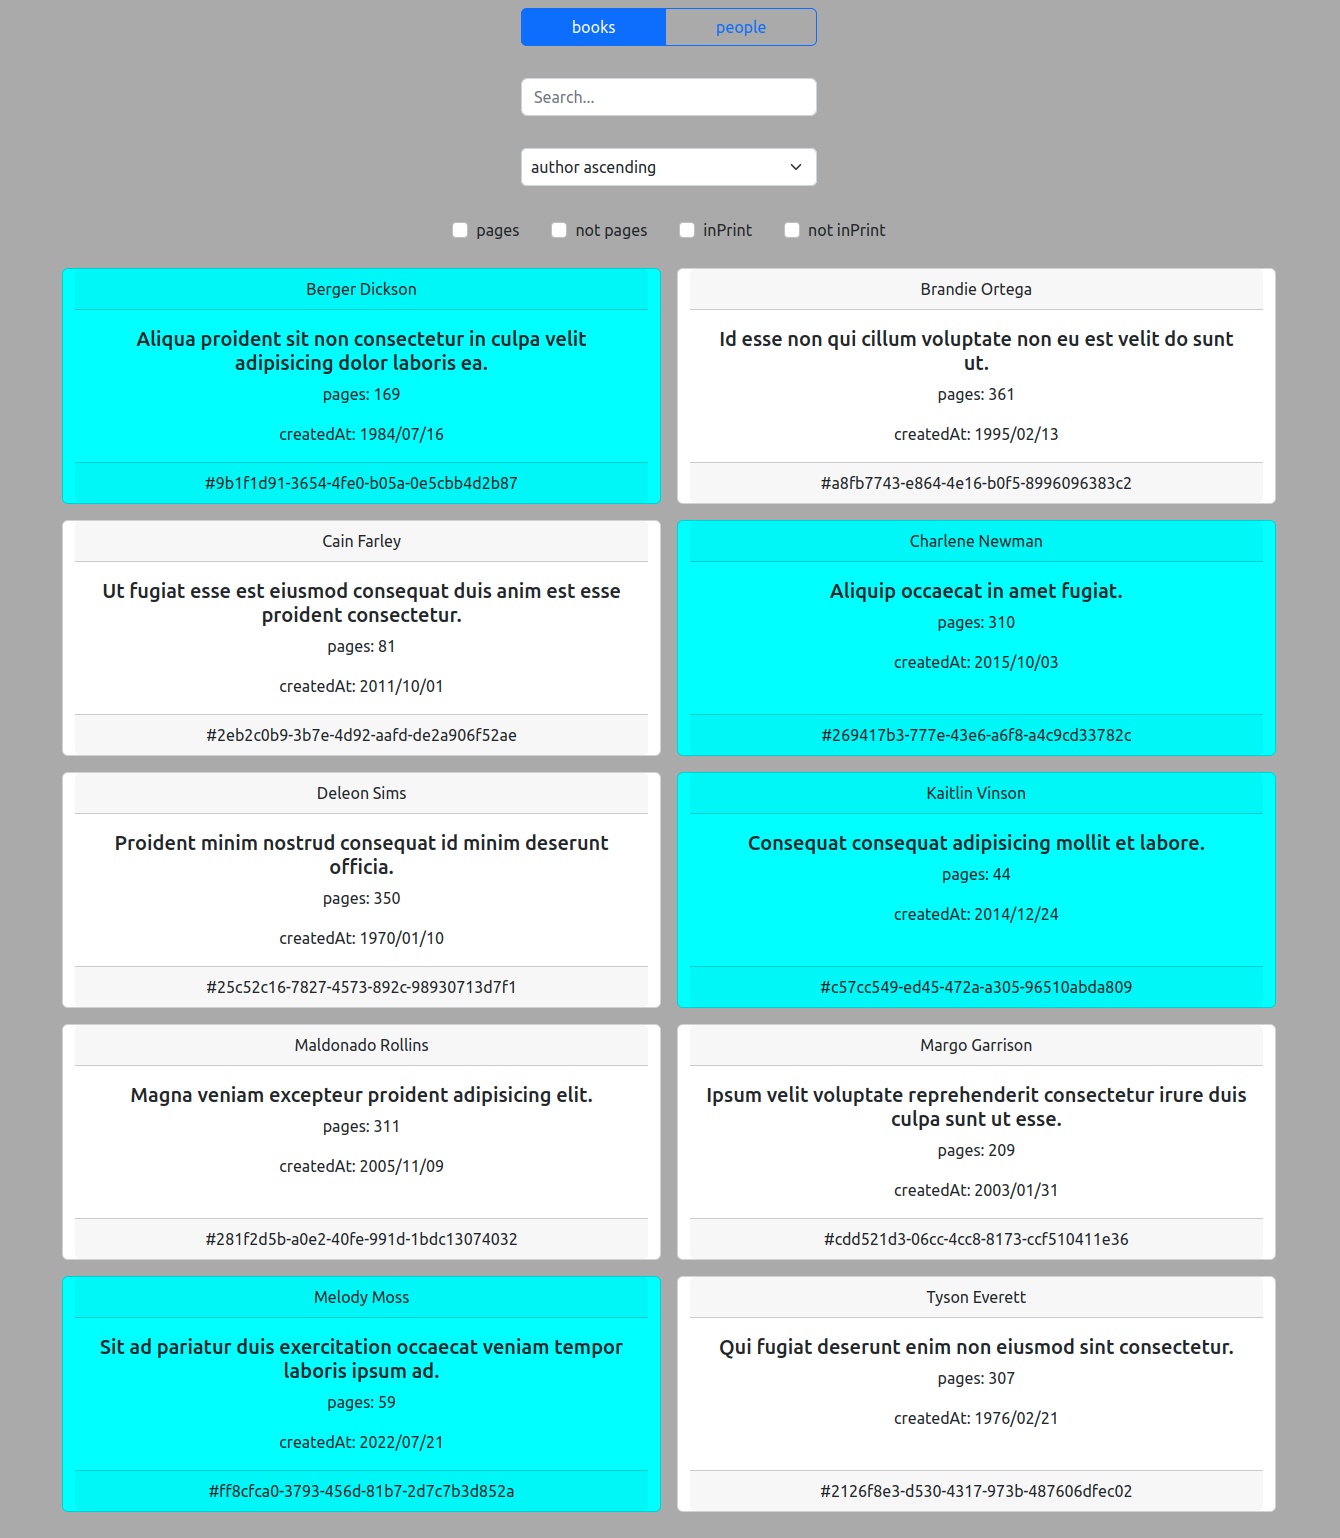 books
people
Search...
author ascending
pages
not pages
inPrint
not inPrint
Berger Dickson
Aliqua proident sit non consectetur in culpa velit
adipisicing dolor laboris ea.
pages: 169
createdAt: 1984/07/16
#9b1f1d91-3654-4fe0-b05a-0e5cbb4d2b87
Brandie Ortega
Id esse non qui cillum voluptate non eu est velit do sunt
ut.
pages: 361
createdAt: 1995/02/13
#a8fb7743-e864-4e16-b0f5-8996096383c2
Cain Farley
Ut fugiat esse est eiusmod consequat duis anim est esse
proident consectetur.
pages: 81
createdAt: 2011/10/01
#2eb2c0b9-3b7e-4d92-aafd-de2a906f52ae
Charlene Newman
Aliquip occaecat in amet fugiat.
pages: 310
createdAt: 2015/10/03
#269417b3-777e-43e6-a6f8-a4c9cd33782c
Deleon Sims
Proident minim nostrud consequat id minim deserunt
officia.
pages: 350
createdAt: 1970/01/10
#25c52c16-7827-4573-892c-98930713d7f1
Kaitlin Vinson
Consequat consequat adipisicing mollit et labore.
pages: 44
createdAt: 2014/12/24
#c57cc549-ed45-472a-a305-96510abda809
Maldonado Rollins
Magna veniam excepteur proident adipisicing elit.
pages: 311
createdAt: 2005/11/09
#281f2d5b-a0e2-40fe-991d-1bdc13074032
Margo Garrison
Ipsum velit voluptate reprehenderit consectetur irure duis
culpa sunt ut esse.
pages: 209
createdAt: 2003/01/31
#cdd521d3-06cc-4cc8-8173-ccf510411e36
Melody Moss
Sit ad pariatur duis exercitation occaecat veniam tempor
laboris ipsum ad.
pages: 59
createdAt: 2022/07/21
#ff8cfca0-3793-456d-81b7-2d7c7b3d852a
Tyson Everett
Qui fugiat deserunt enim non eiusmod sint consectetur.
pages: 307
createdAt: 1976/02/21
#2126f8e3-d530-4317-973b-487606dfec02